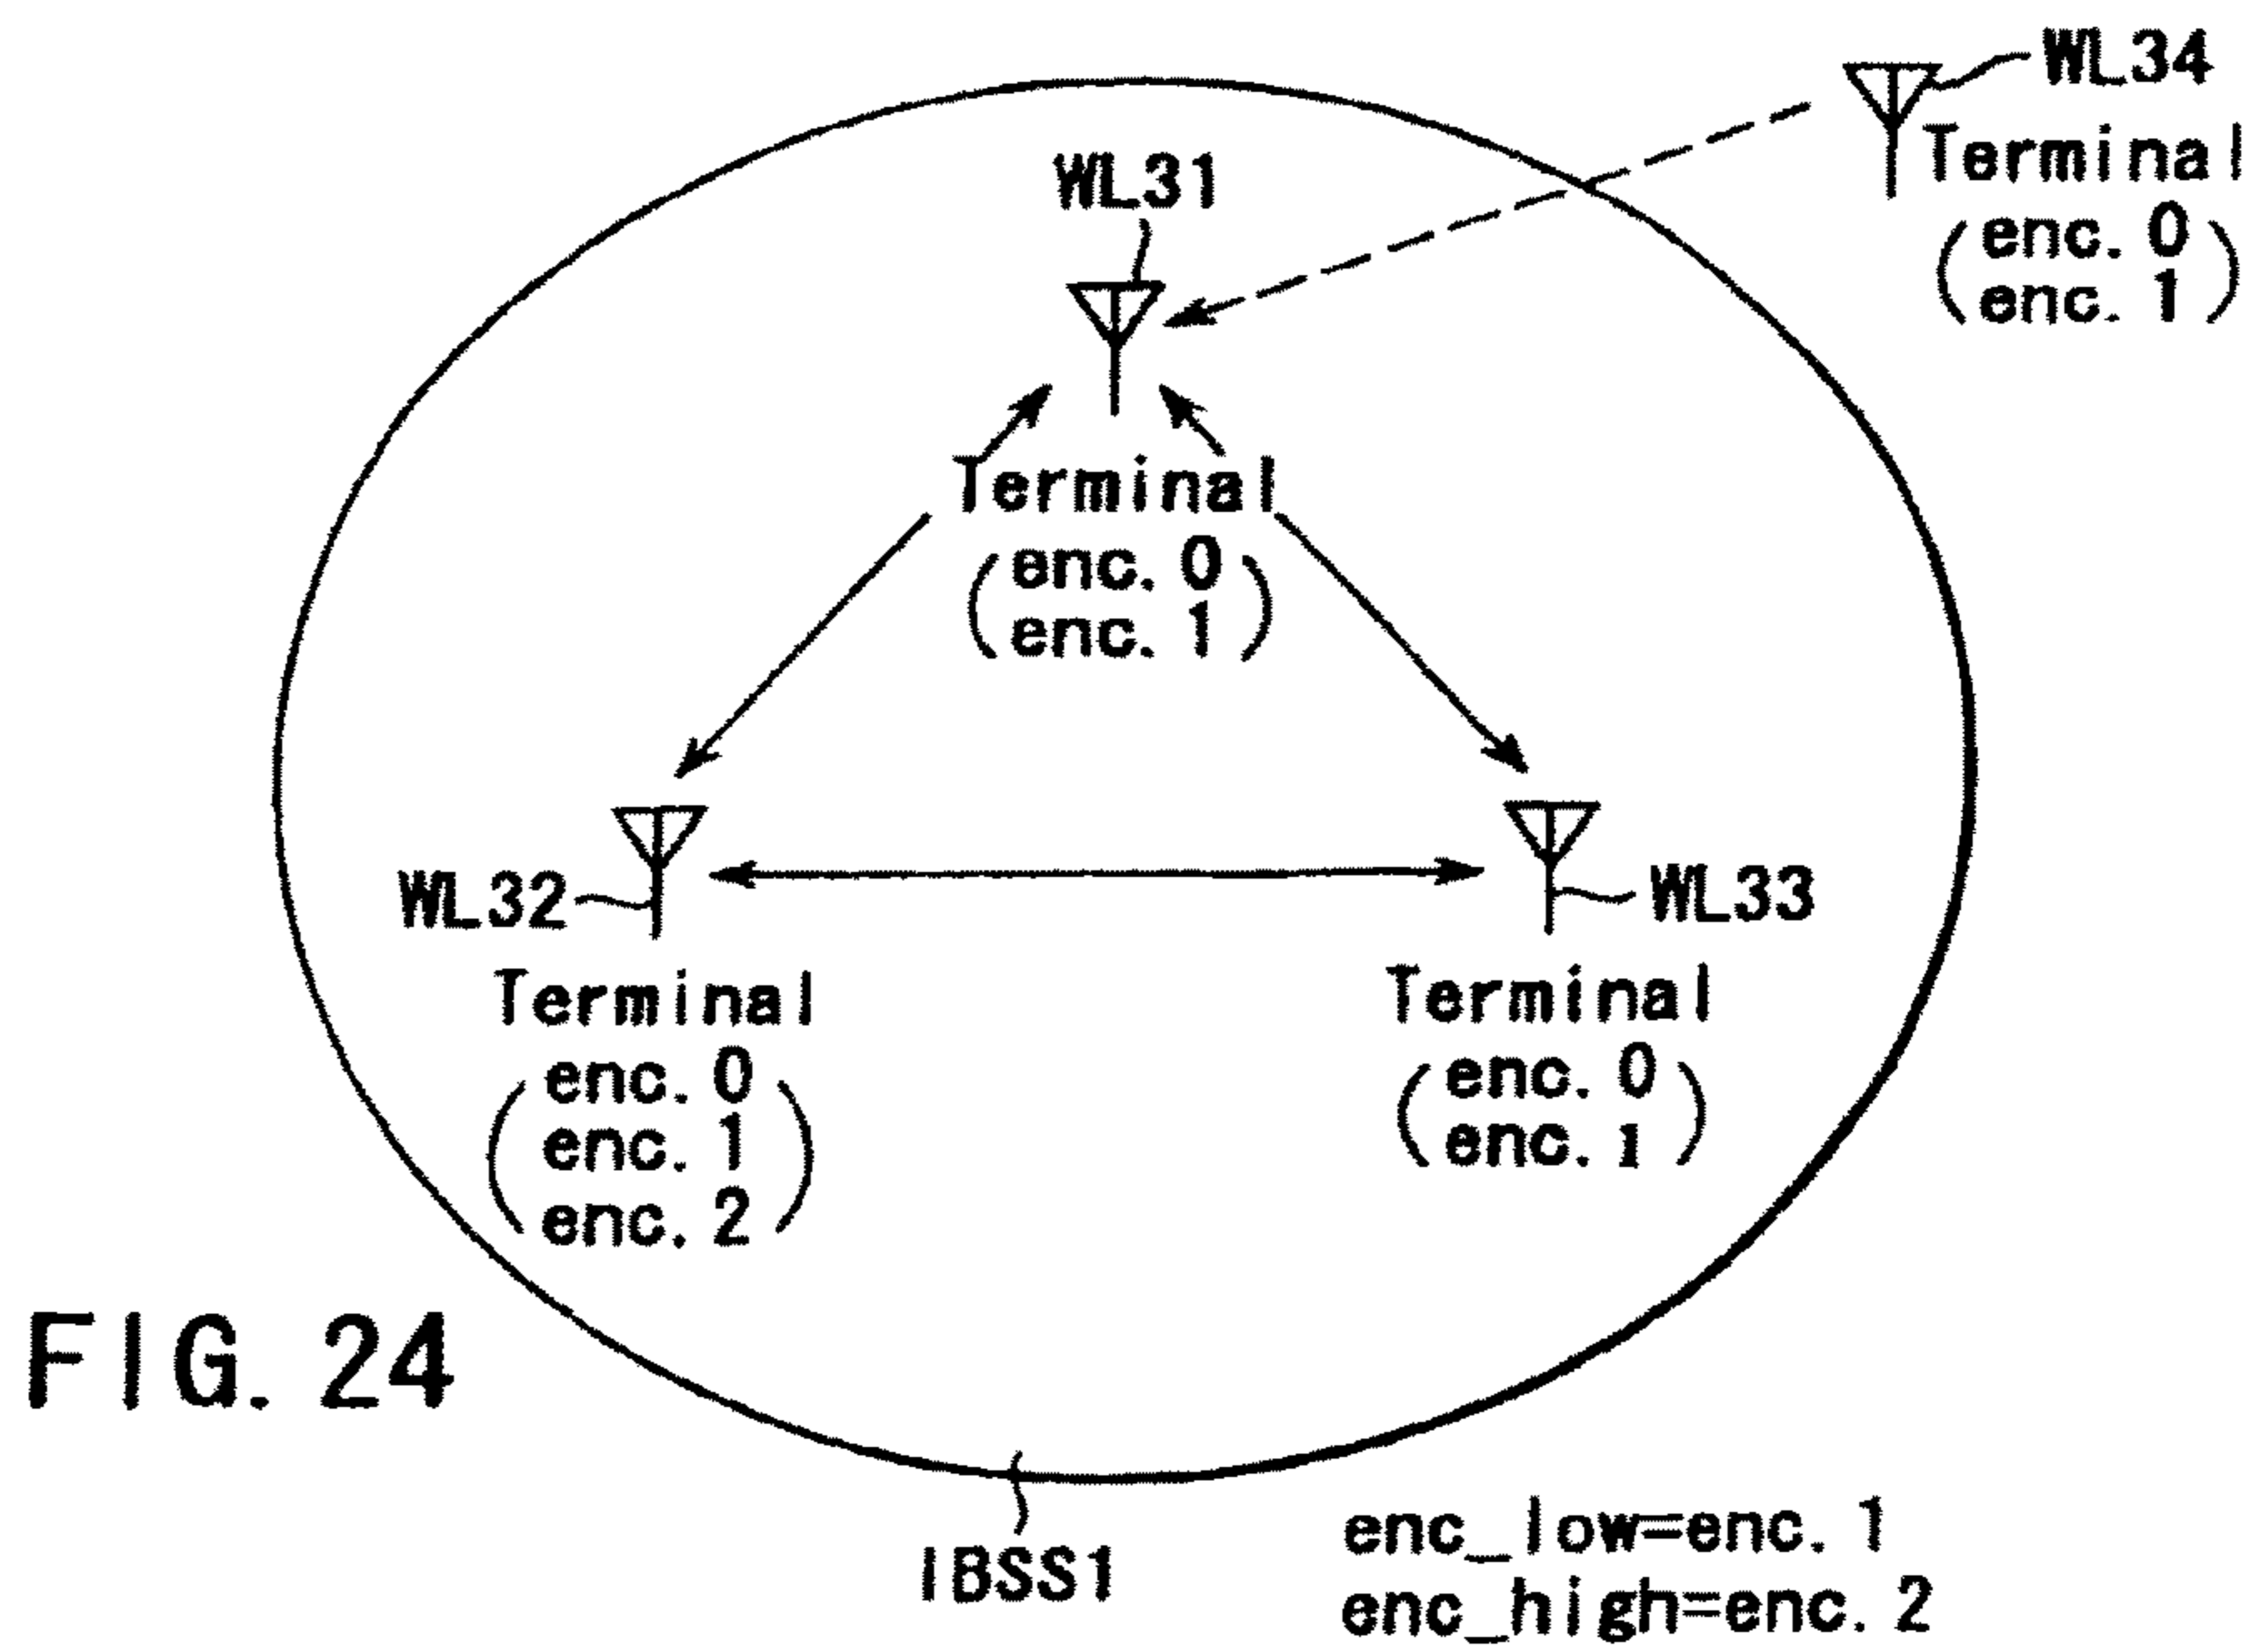 WL34
Terminal
(enc. 0
enc. 1)
WL31
Terminal
(enc. 0
enc. 1)
WL32
Terminal
(enc. 0
enc. 1
enc. 2)
WL33
Terminal
(enc. 0
enc. 1)
FIG. 24
IBSS1
enc_low=enc. 1
enc_high=enc. 2